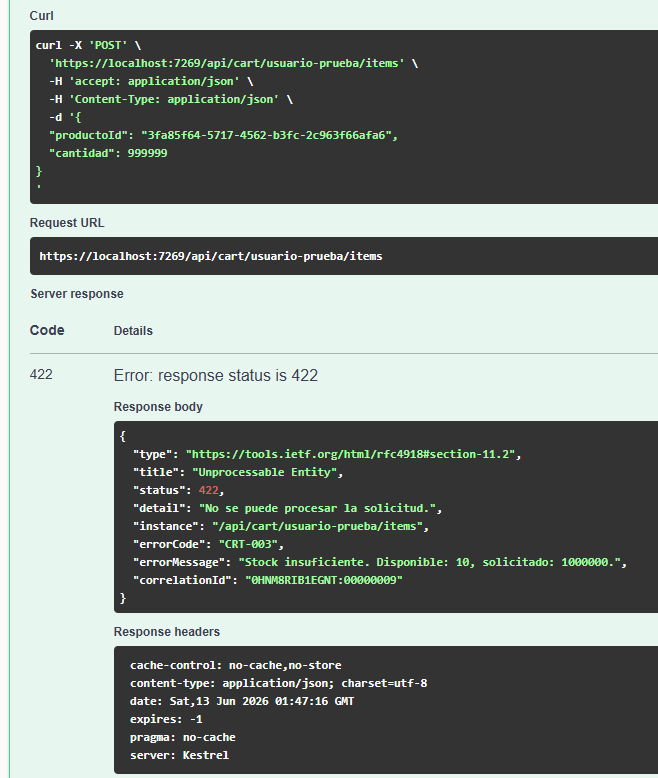 Curl
curl -X 'POST' \
'https://localhost:7269/api/cart/usuario-prueba/items' \
-H 'accept: application/json' \
-H 'Content-Type: application/json' \
-d '{
"productoId": "3fa85f64-5717-4562-b3fc-2c963f66afa6",
"cantidad": 999999
}
'
Request URL
https://localhost:7269/api/cart/usuario-prueba/items
Server response
Code Details
422 Error: response status is 422
Response body
{
"type": "https://tools.ietf.org/html/rfc4918#section-11.2",
"title": "Unprocessable Entity",
"status": 422,
"detail": "No se puede procesar la solicitud.",
"instance": "/api/cart/usuario-prueba/items",
"errorCode": "CRT-003",
"errorMessage": "Stock insuficiente. Disponible: 10, solicitado: 1000000.",
"correlationId": "0HNM8RIB1EGNT:00000009"
}
Response headers
cache-control: no-cache,no-store
content-type: application/json; charset=utf-8
date: Sat,13 Jun 2026 01:47:16 GMT
expires: -1
pragma: no-cache
server: Kestrel